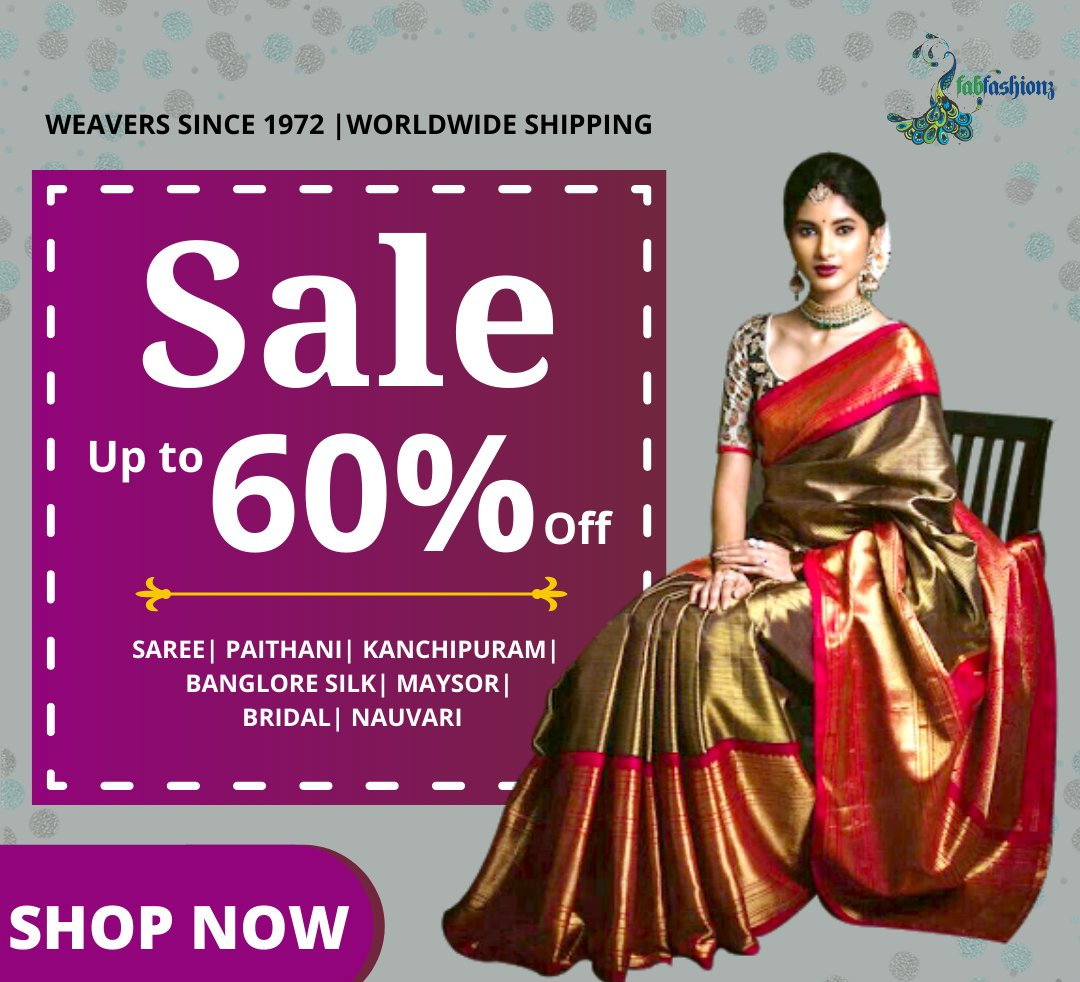 fabfashionz
WEAVERS SINCE 1972 |WORLDWIDE SHIPPING
Sale
Up to 60% Off
SAREE| PAITHANI| KANCHIPURAM|
BANGLORE SILK| MAYSOR|
BRIDAL| NAUVARI
SHOP NOW